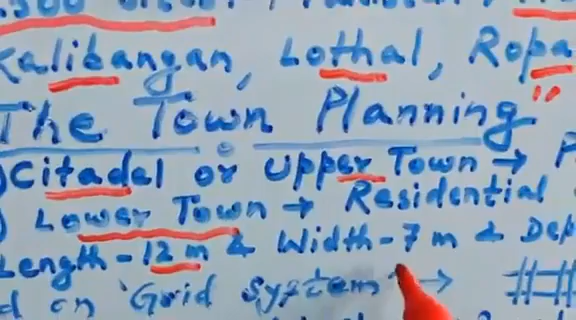 Kalibangan, Lothal, Ropa
The Town Planning"
Citadel or Upper Town → P
Lower Town → Residential
Length - 12 m & Width - 7 m & Dep
d on 'Grid System' →